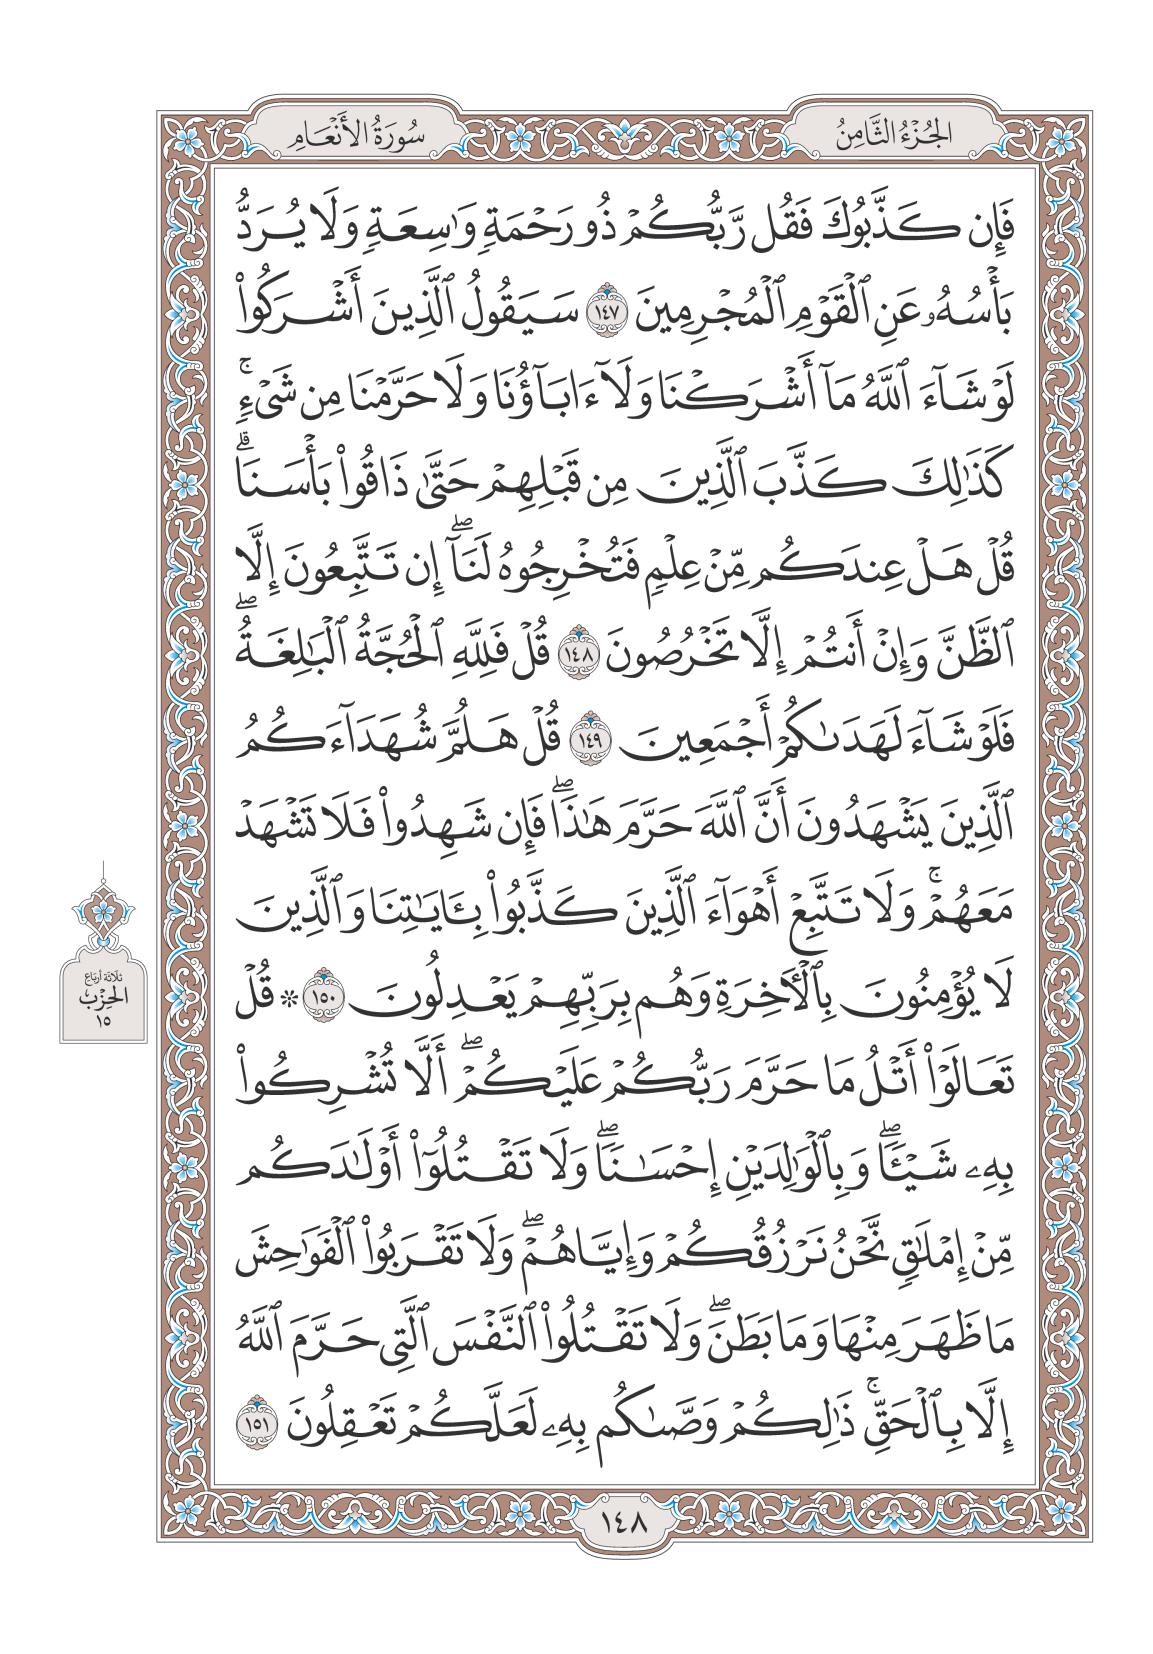 الجُزْءُ الثَّامِنُ
سُورَةُ الأَنْعَام
فَإِن كَذَّبُوكَ فَقُل رَّبُّكُمْ ذُو رَحْمَةٍ وَٰسِعَةٍ وَلَا يُرَدُّ
بَأْسُهُۥ عَنِ ٱلْقَوْمِ ٱلْمُجْرِمِينَ ١٤٧ سَيَقُولُ ٱلَّذِينَ أَشْرَكُوا۟
لَوْ شَآءَ ٱللَّهُ مَآ أَشْرَكْنَا وَلَآ ءَابَآؤُنَا وَلَا حَرَّمْنَا مِن شَىْءٍ ۚ
كَذَٰلِكَ كَذَّبَ ٱلَّذِينَ مِن قَبْلِهِمْ حَتَّىٰ ذَاقُوا۟ بَأْسَنَا ۗ
قُلْ هَلْ عِندَكُم مِّنْ عِلْمٍ فَتُخْرِجُوهُ لَنَآ ۖ إِن تَتَّبِعُونَ إِلَّا
ٱلظَّنَّ وَإِنْ أَنتُمْ إِلَّا تَخْرُصُونَ ١٤٨ قُلْ فَلِلَّهِ ٱلْحُجَّةُ ٱلْبَٰلِغَةُ ۖ
فَلَوْ شَآءَ لَهَدَىٰكُمْ أَجْمَعِينَ ١٤٩ قُلْ هَلُمَّ شُهَدَآءَكُمُ
ٱلَّذِينَ يَشْهَدُونَ أَنَّ ٱللَّهَ حَرَّمَ هَٰذَا ۖ فَإِن شَهِدُوا۟ فَلَا تَشْهَدْ
مَعَهُمْ ۚ وَلَا تَتَّبِعْ أَهْوَآءَ ٱلَّذِينَ كَذَّبُوا۟ بِـَٔايَٰتِنَا وَٱلَّذِينَ
لَا يُؤْمِنُونَ بِٱلْـَٔاخِرَةِ وَهُم بِرَبِّهِمْ يَعْدِلُونَ ١٥٠ * قُلْ
تَعَالَوْا۟ أَتْلُ مَا حَرَّمَ رَبُّكُمْ عَلَيْكُمْ ۖ أَلَّا تُشْرِكُوا۟
بِهِۦ شَيْـًٔا ۖ وَبِٱلْوَٰلِدَيْنِ إِحْسَٰنًا ۖ وَلَا تَقْتُلُوٓا۟ أَوْلَٰدَكُم
مِّنْ إِمْلَٰقٍ نَّحْنُ نَرْزُقُكُمْ وَإِيَّاهُمْ ۖ وَلَا تَقْرَبُوا۟ ٱلْفَوَٰحِشَ
مَا ظَهَرَ مِنْهَا وَمَا بَطَنَ ۖ وَلَا تَقْتُلُوا۟ ٱلنَّفْسَ ٱلَّتِى حَرَّمَ ٱللَّهُ
إِلَّا بِٱلْحَقِّ ۚ ذَٰلِكُمْ وَصَّىٰكُم بِهِۦ لَعَلَّكُمْ تَعْقِلُونَ ١٥١
ثلاثة أرباع
الحِزْب
١٥
١٤٨